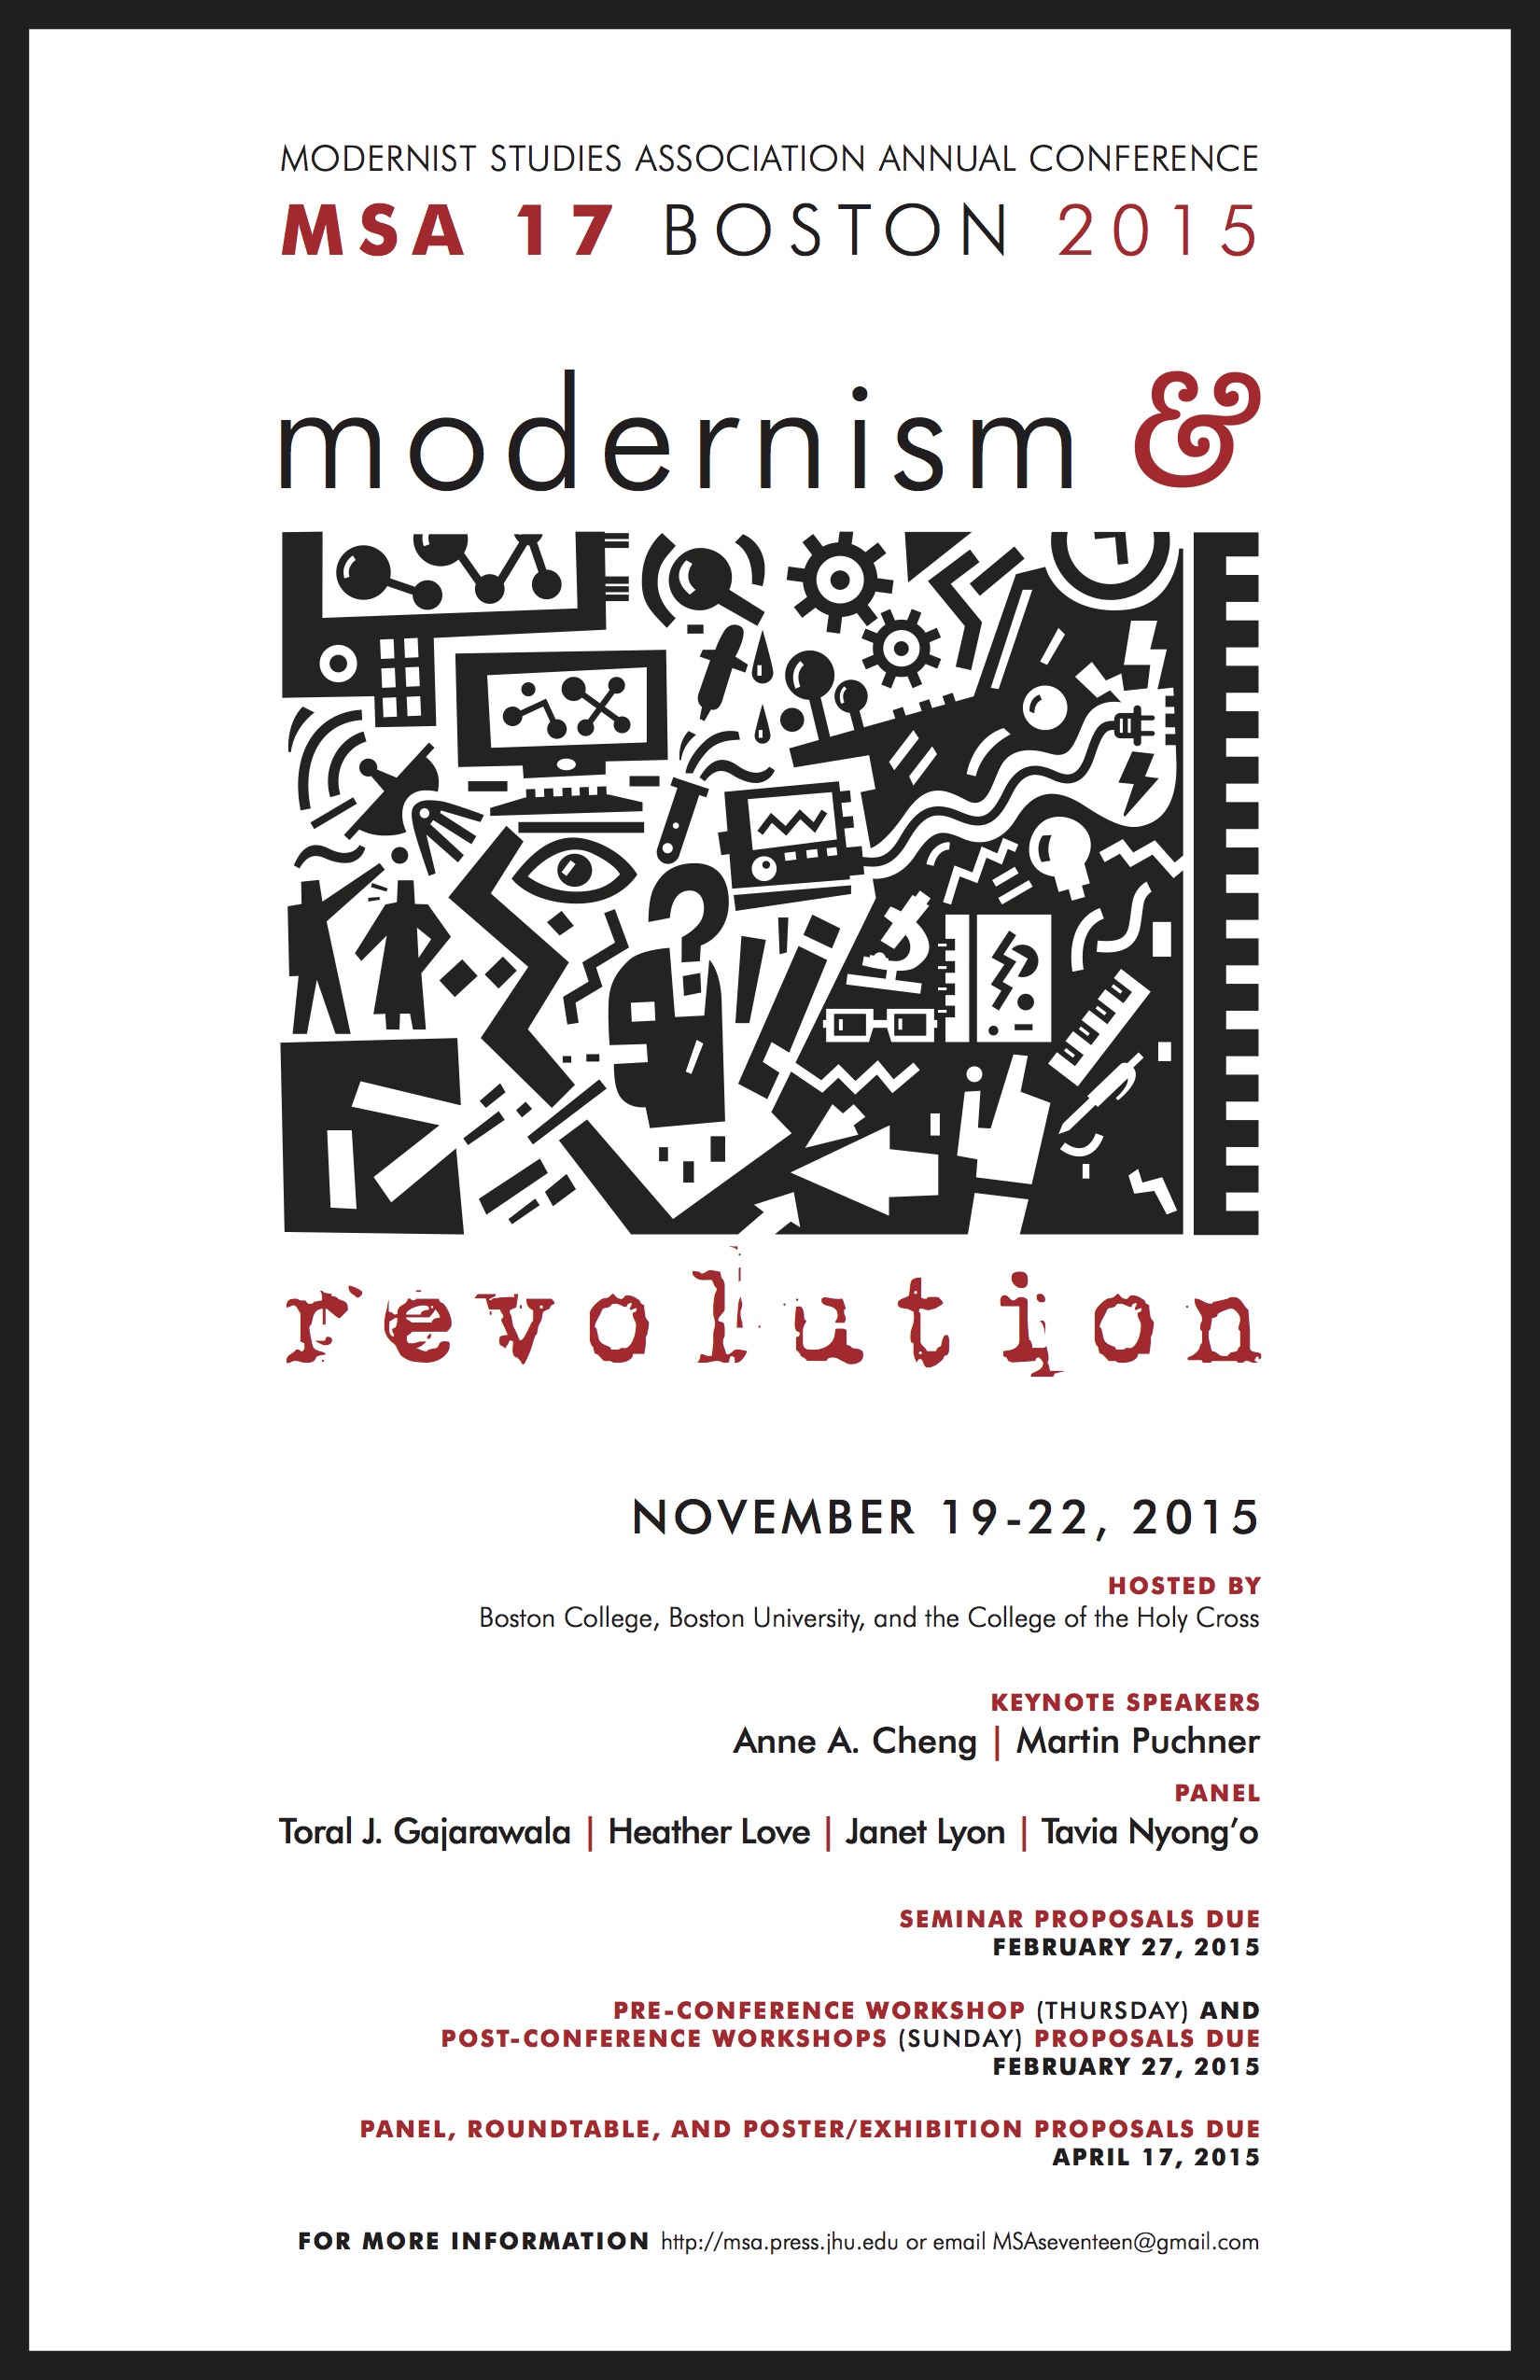 MODERNIST STUDIES ASSOCIATION ANNUAL CONFERENCE
MSA 17 BOSTON 2015
modernism &
?
revolution
NOVEMBER 19-22, 2015
HOSTED BY
Boston College, Boston University, and the College of the Holy Cross
KEYNOTE SPEAKERS
Anne A. Cheng | Martin Puchner
PANEL
Toral J. Gajarawala | Heather Love | Janet Lyon | Tavia Nyong’o
SEMINAR PROPOSALS DUE
FEBRUARY 27, 2015
PRE-CONFERENCE WORKSHOP (THURSDAY) AND
POST-CONFERENCE WORKSHOPS (SUNDAY) PROPOSALS DUE
FEBRUARY 27, 2015
PANEL, ROUNDTABLE, AND POSTER/EXHIBITION PROPOSALS DUE
APRIL 17, 2015
FOR MORE INFORMATION http://msa.press.jhu.edu or email MSAseventeen@gmail.com